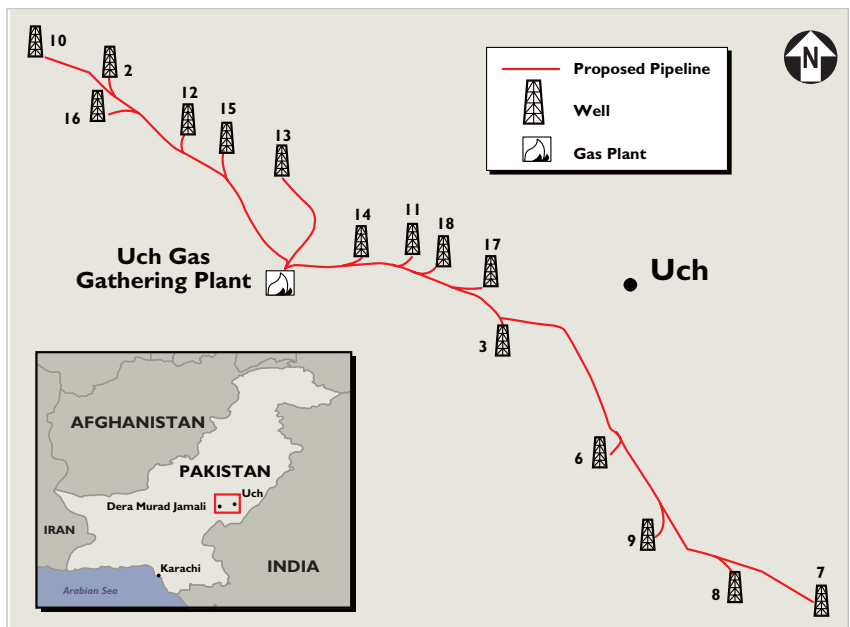 10
2
16
12
15
13
14
11
18
17
3
6
9
8
7
Proposed Pipeline
Well
Gas Plant
N
Uch Gas
Gathering Plant
Uch
AFGHANISTAN
PAKISTAN
Uch
Dera Murad Jamali
IRAN
INDIA
Karachi
Arabian Sea